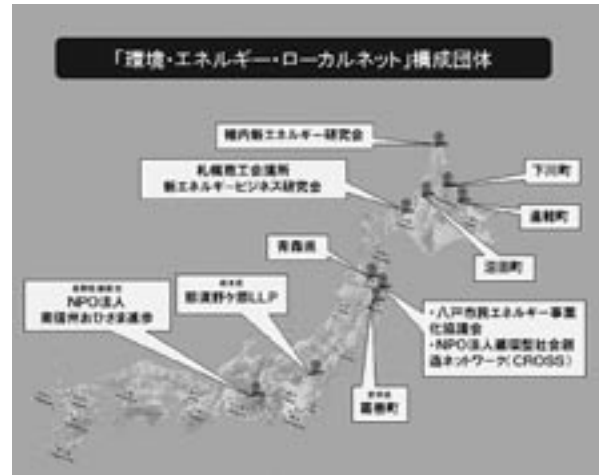 「環境・エネルギー・ローカルネット」構成団体
稚内新エネルギー研究会
札幌商工会議所
新エネルギービジネス研究会
下川町
遠軽町
沼田町
青森県
NPO法人
南信州おひさま進歩
那須野ケ原LLP
・八戸市民エネルギー事業
化協議会
・NPO法人循環型社会創
造ネットワーク(CROSS)
葛巻町